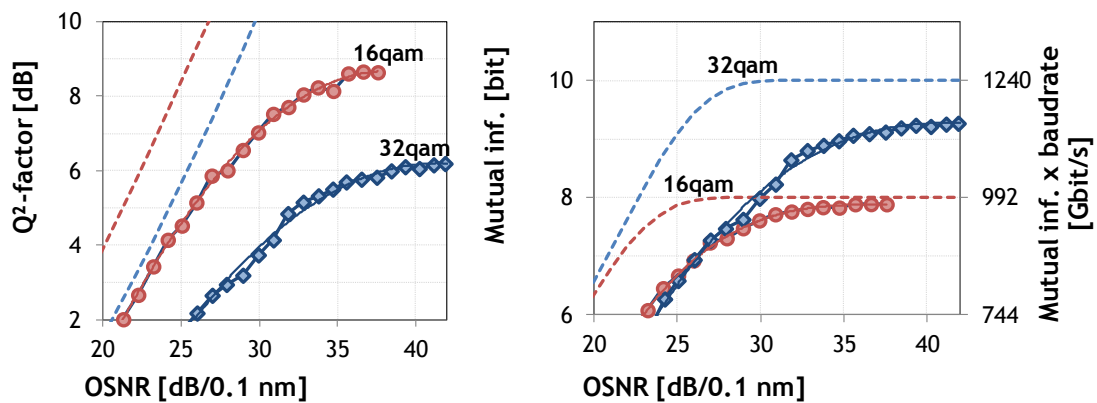 Q²-factor [dB]
10
8
6
4
2
20
25
30
35
40
16qam
32qam
OSNR [dB/0.1 nm]
Mutual inf. [bit]
10
8
6
20
25
30
35
40
32qam
16qam
1240
992
744
Mutual inf. x baudrate
[Gbit/s]
OSNR [dB/0.1 nm]